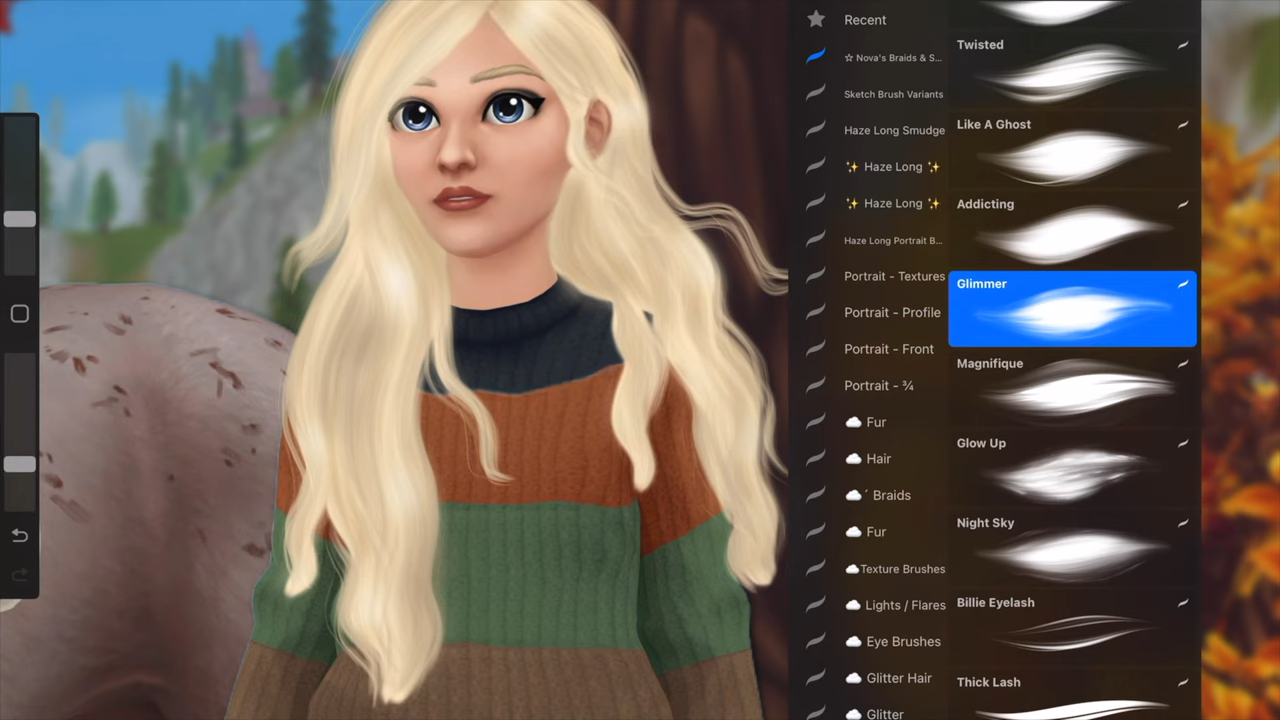 Recent
☆ Nova's Braids & S...
Sketch Brush Variants
Haze Long Smudge
✨ Haze Long ✨
✨ Haze Long ✨
Haze Long Portrait B...
Portrait - Textures
Portrait - Profile
Portrait - Front
Portrait - ¾
☁️ Fur
☁️ Hair
☁️ ´ Braids
☁️ Fur
☁️Texture Brushes
☁️ Lights / Flares
☁️ Eye Brushes
☁️ Glitter Hair
☁️ Glitter
Twisted
Like A Ghost
Addicting
Glimmer
Magnifique
Glow Up
Night Sky
Billie Eyelash
Thick Lash